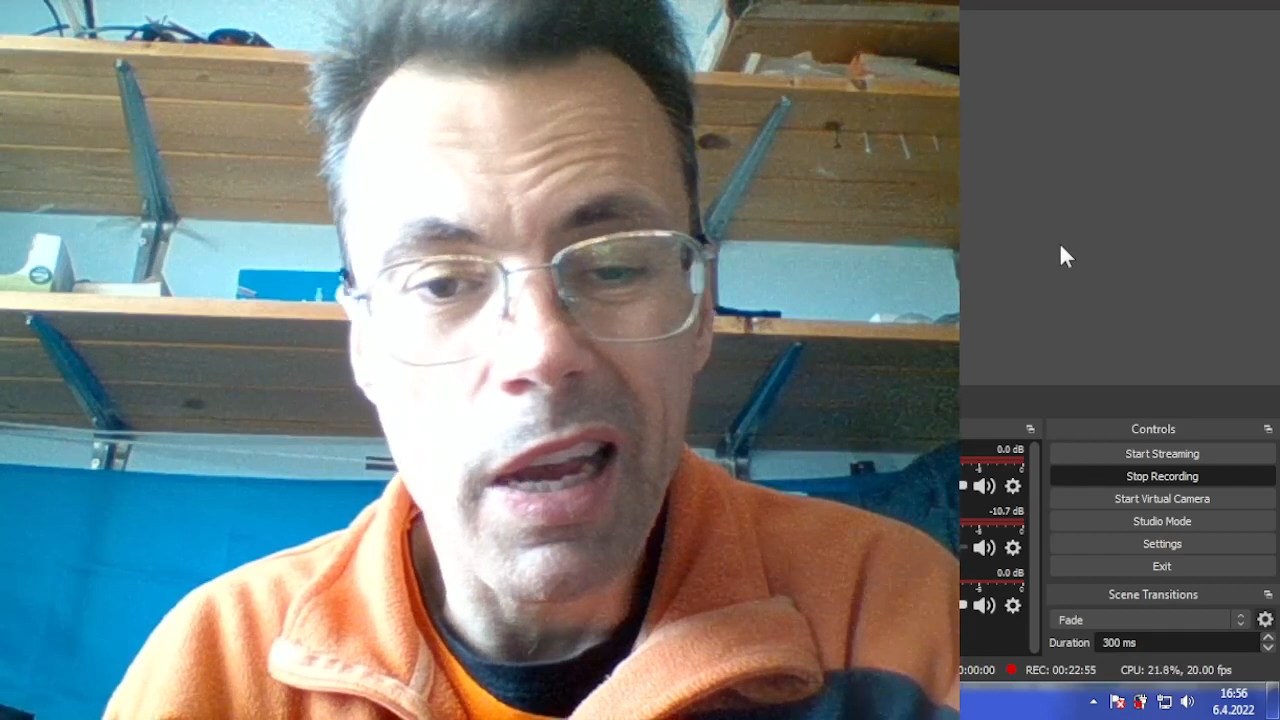 Controls
0.0 dB
Start Streaming
Stop Recording
Start Virtual Camera
-10.7 dB
Studio Mode
Settings
0.0 dB
Exit
Scene Transitions
Fade
Duration 300 ms
0:00:00 REC: 00:22:55 CPU: 21.8%, 20.00 fps
16:56
6.4.2022